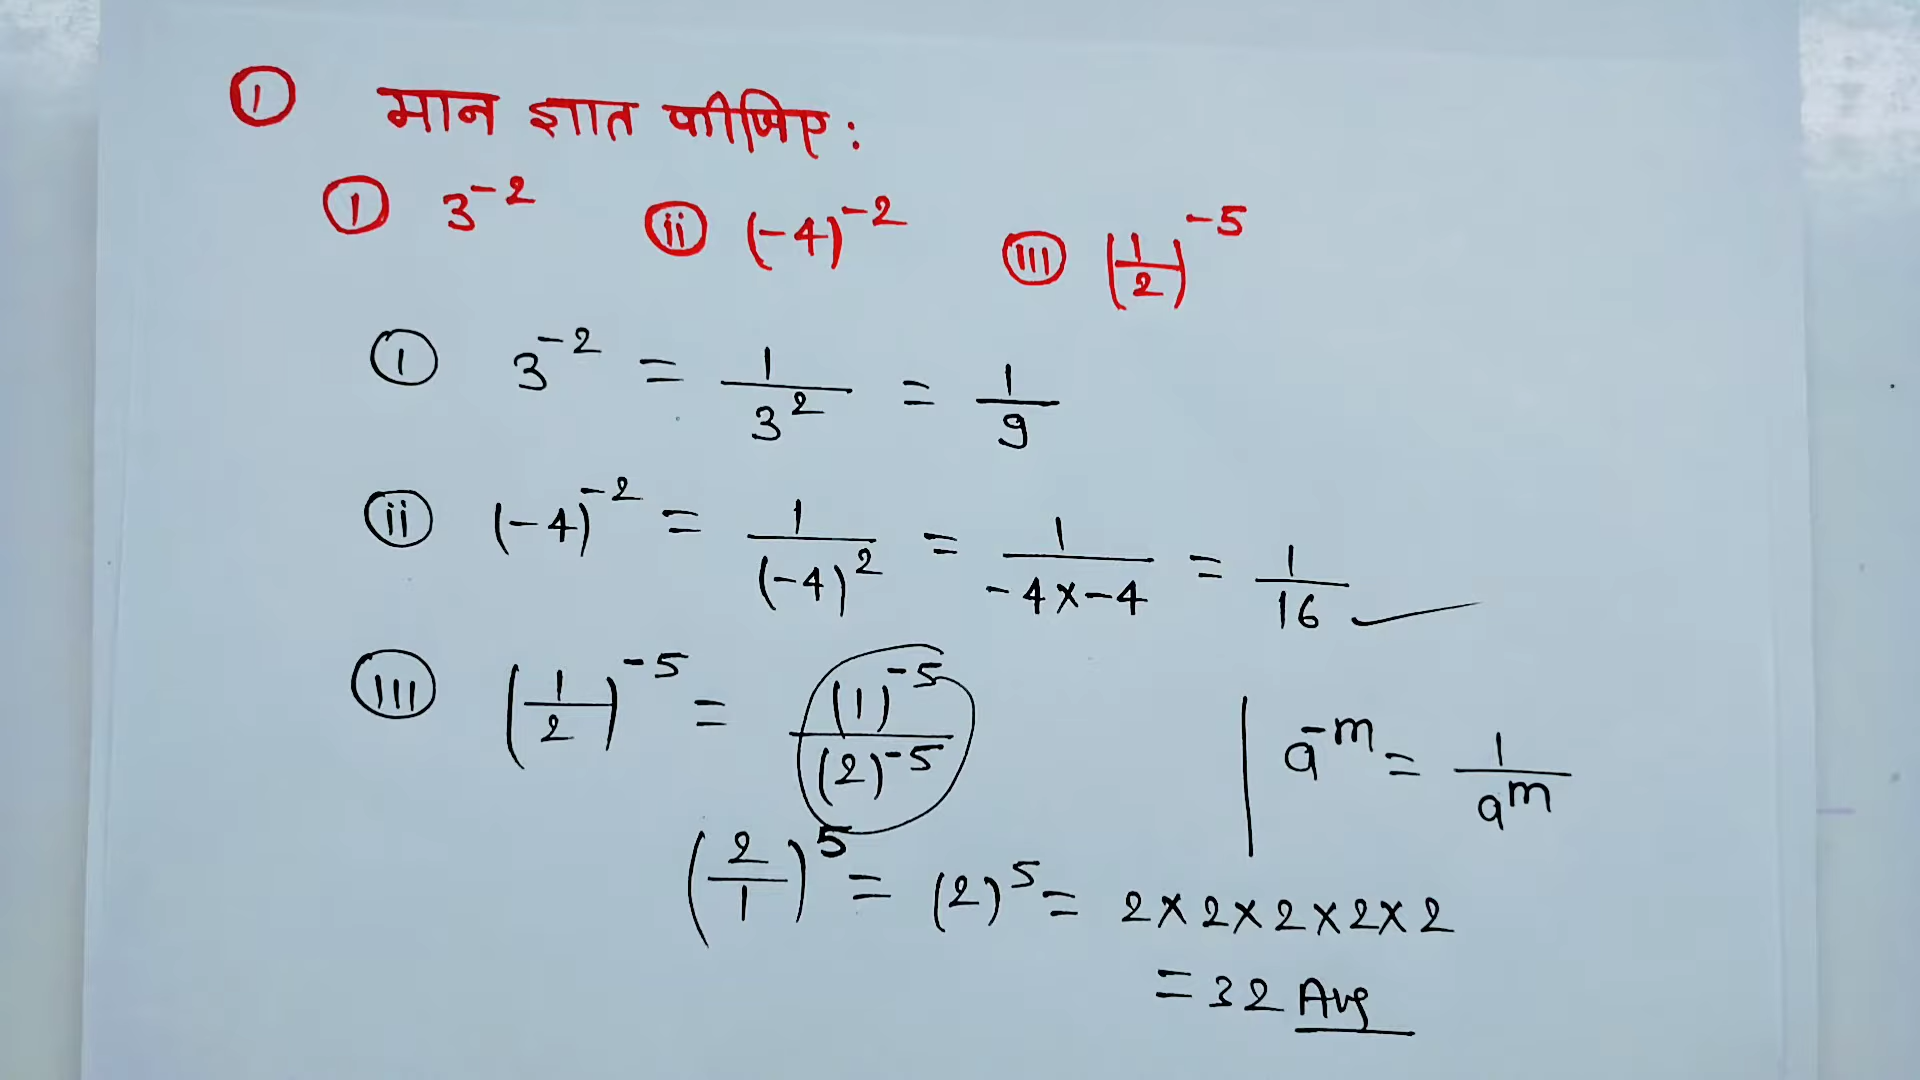 ① मान ज्ञात कीजिए :
① 3⁻² ⅱ (-4)⁻² ⅲ (1/2)⁻⁵
① 3⁻² = 1/3² = 1/9
ⅱ (-4)⁻² = 1/(-4)² = 1/-4×-4 = 1/16
ⅲ (1/2)⁻⁵ = (1)⁻⁵/(2)⁻⁵
a⁻ᵐ = 1/aᵐ
(2/1)⁵ = (2)⁵ = 2×2×2×2×2
= 32 Ans